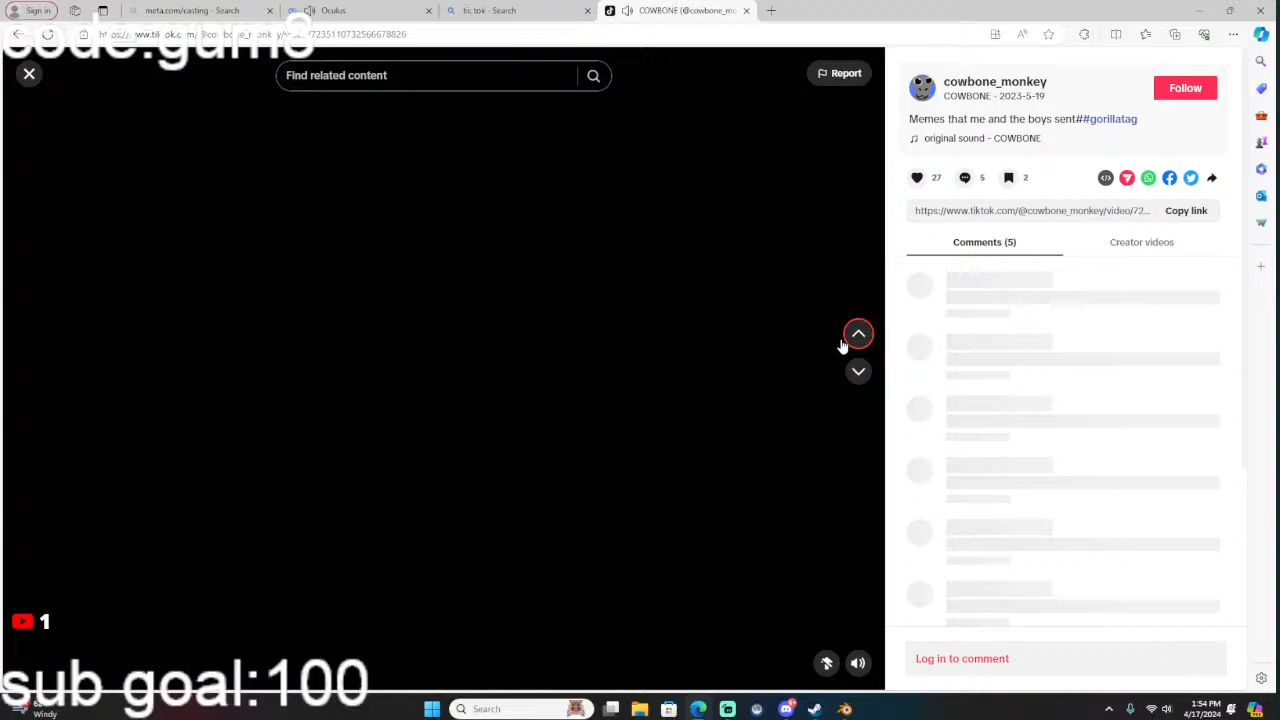 Sign in
meta.com/casting - Search
Oculus
tic tok - Search
COWBONE (@cowbone_mo
code:gum8
Find related content
Report
cowbone_monkey
COWBONE · 2023-5-19
Follow
Memes that me and the boys sent##gorillatag
original sound - COWBONE
27
5
2
https://www.tiktok.com/@cowbone_monkey/video/72...
Copy link
Comments (5)
Creator videos
1
Log in to comment
sub goal:100
Windy
Search
1:54 PM
4/17/2024